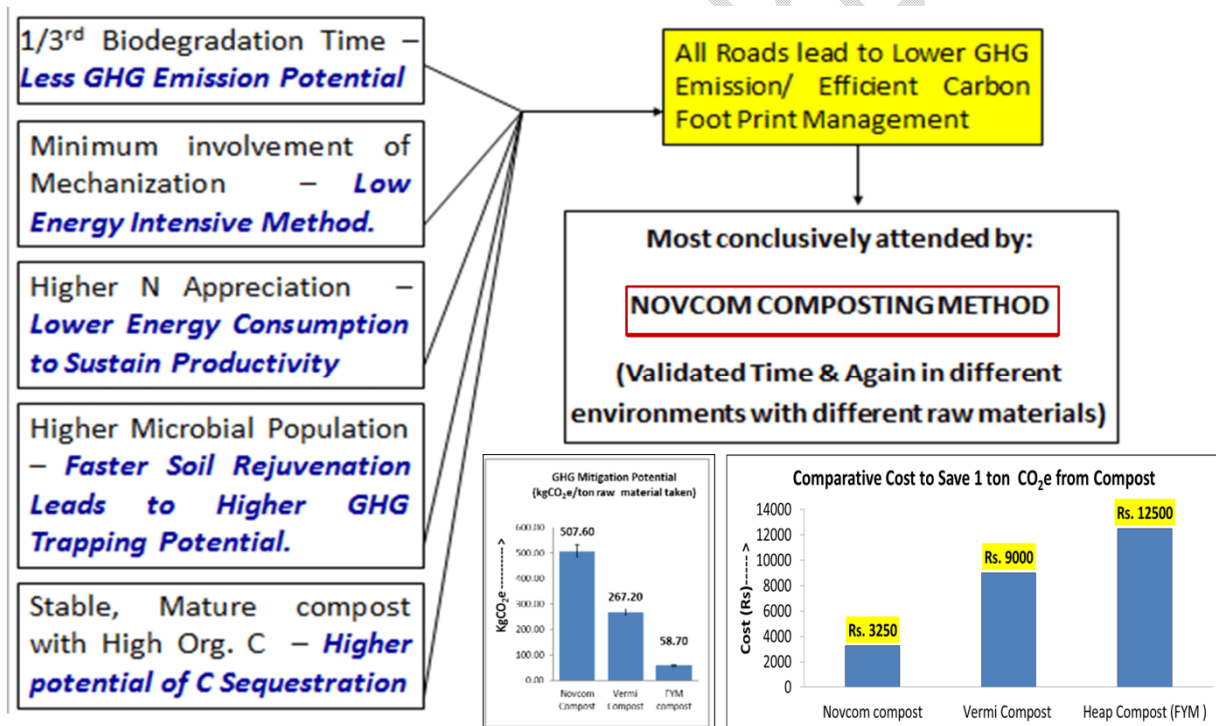 1/3rd Biodegradation Time –
Less GHG Emission Potential
Minimum involvement of
Mechanization – Low
Energy Intensive Method.
Higher N Appreciation –
Lower Energy Consumption
to Sustain Productivity
Higher Microbial Population
– Faster Soil Rejuvenation
Leads to Higher GHG
Trapping Potential.
Stable, Mature compost
with High Org. C – Higher
potential of C Sequestration
All Roads lead to Lower GHG
Emission/ Efficient Carbon
Foot Print Management
Most conclusively attended by:
NOVCOM COMPOSTING METHOD
(Validated Time & Again in different
environments with different raw materials)
GHG Mitigation Potential
(kgCO2e/ton raw material taken)
KgCO2e---------->
600.00
500.00
400.00
300.00
200.00
100.00
0.00
507.60
267.20
58.70
Novcom Compost
Vermi Compost
FYM compost
Comparative Cost to Save 1 ton CO2e from Compost
Cost (Rs)----->
14000
12000
10000
8000
6000
4000
2000
0
Rs. 3250
Rs. 9000
Rs. 12500
Novcom compost
Vermi Compost
Heap Compost (FYM )